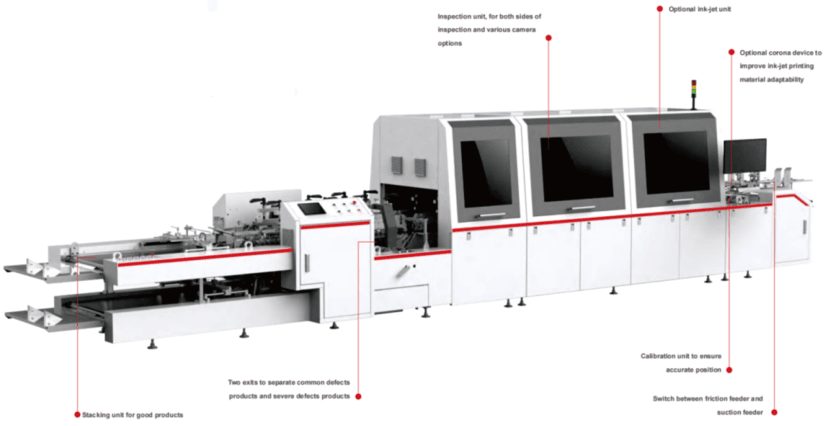 Inspection unit, for both sides of
inspection and various camera
options
Optional ink-jet unit
Optional corona device to
improve ink-jet printing
material adaptability
Calibration unit to ensure
accurate position
Two exits to separate common defects
products and severe defects products
Switch between friction feeder and
suction feeder
Stacking unit for good products